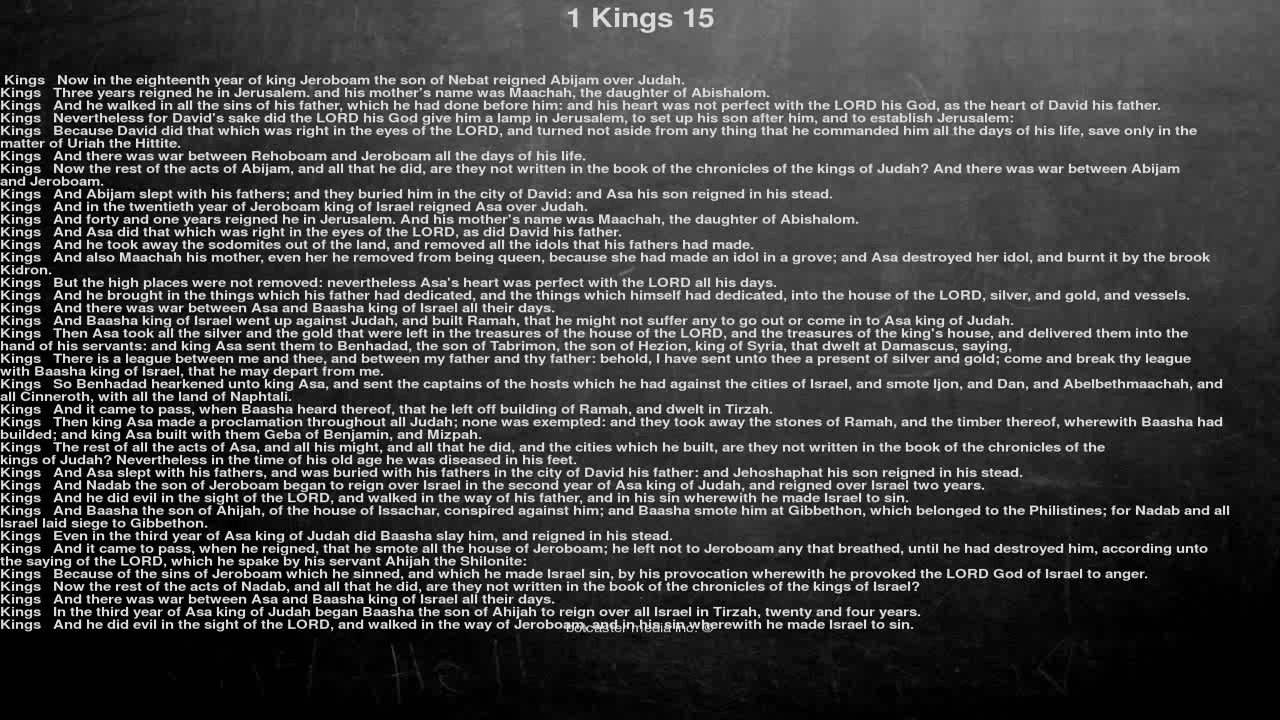 1 Kings 15
Kings Now in the eighteenth year of king Jeroboam the son of Nebat reigned Abijam over Judah.
Kings Three years reigned he in Jerusalem. and his mother's name was Maachah, the daughter of Abishalom.
Kings And he walked in all the sins of his father, which he had done before him: and his heart was not perfect with the LORD his God, as the heart of David his father.
Kings Nevertheless for David's sake did the LORD his God give him a lamp in Jerusalem, to set up his son after him, and to establish Jerusalem:
Kings Because David did that which was right in the eyes of the LORD, and turned not aside from any thing that he commanded him all the days of his life, save only in the
matter of Uriah the Hittite.
Kings And there was war between Rehoboam and Jeroboam all the days of his life.
Kings Now the rest of the acts of Abijam, and all that he did, are they not written in the book of the chronicles of the kings of Judah? And there was war between Abijam
and Jeroboam.
Kings And Abijam slept with his fathers; and they buried him in the city of David: and Asa his son reigned in his stead.
Kings And in the twentieth year of Jeroboam king of Israel reigned Asa over Judah.
Kings And forty and one years reigned he in Jerusalem. And his mother's name was Maachah, the daughter of Abishalom.
Kings And Asa did that which was right in the eyes of the LORD, as did David his father.
Kings And he took away the sodomites out of the land, and removed all the idols that his fathers had made.
Kings And also Maachah his mother, even her he removed from being queen, because she had made an idol in a grove; and Asa destroyed her idol, and burnt it by the brook
Kidron.
Kings But the high places were not removed: nevertheless Asa's heart was perfect with the LORD all his days.
Kings And he brought in the things which his father had dedicated, and the things which himself had dedicated, into the house of the LORD, silver, and gold, and vessels.
Kings And there was war between Asa and Baasha king of Israel all their days.
Kings And Baasha king of Israel went up against Judah, and built Ramah, that he might not suffer any to go out or come in to Asa king of Judah.
Kings Then Asa took all the silver and the gold that were left in the treasures of the house of the LORD, and the treasures of the king's house, and delivered them into the
hand of his servants: and king Asa sent them to Benhadad, the son of Tabrimon, the son of Hezion, king of Syria, that dwelt at Damascus, saying,
Kings There is a league between me and thee, and between my father and thy father: behold, I have sent unto thee a present of silver and gold; come and break thy league
with Baasha king of Israel, that he may depart from me.
Kings So Benhadad hearkened unto king Asa, and sent the captains of the hosts which he had against the cities of Israel, and smote Ijon, and Dan, and Abelbethmaachah, and
all Cinneroth, with all the land of Naphtali.
Kings And it came to pass, when Baasha heard thereof, that he left off building of Ramah, and dwelt in Tirzah.
Kings Then king Asa made a proclamation throughout all Judah; none was exempted: and they took away the stones of Ramah, and the timber thereof, wherewith Baasha had
builded; and king Asa built with them Geba of Benjamin, and Mizpah.
Kings The rest of all the acts of Asa, and all his might, and all that he did, and the cities which he built, are they not written in the book of the chronicles of the
kings of Judah? Nevertheless in the time of his old age he was diseased in his feet.
Kings And Asa slept with his fathers, and was buried with his fathers in the city of David his father: and Jehoshaphat his son reigned in his stead.
Kings And Nadab the son of Jeroboam began to reign over Israel in the second year of Asa king of Judah, and reigned over Israel two years.
Kings And he did evil in the sight of the LORD, and walked in the way of his father, and in his sin wherewith he made Israel to sin.
Kings And Baasha the son of Ahijah, of the house of Issachar, conspired against him; and Baasha smote him at Gibbethon, which belonged to the Philistines; for Nadab and all
Israel laid siege to Gibbethon.
Kings Even in the third year of Asa king of Judah did Baasha slay him, and reigned in his stead.
Kings And it came to pass, when he reigned, that he smote all the house of Jeroboam; he left not to Jeroboam any that breathed, until he had destroyed him, according unto
the saying of the LORD, which he spake by his servant Ahijah the Shilonite:
Kings Because of the sins of Jeroboam which he sinned, and which he made Israel sin, by his provocation wherewith he provoked the LORD God of Israel to anger.
Kings Now the rest of the acts of Nadab, and all that he did, are they not written in the book of the chronicles of the kings of Israel?
Kings And there was war between Asa and Baasha king of Israel all their days.
Kings In the third year of Asa king of Judah began Baasha the son of Ahijah to reign over all Israel in Tirzah, twenty and four years.
Kings And he did evil in the sight of the LORD, and walked in the way of Jeroboam, and in his sin wherewith he made Israel to sin.
botcaster media inc. ©